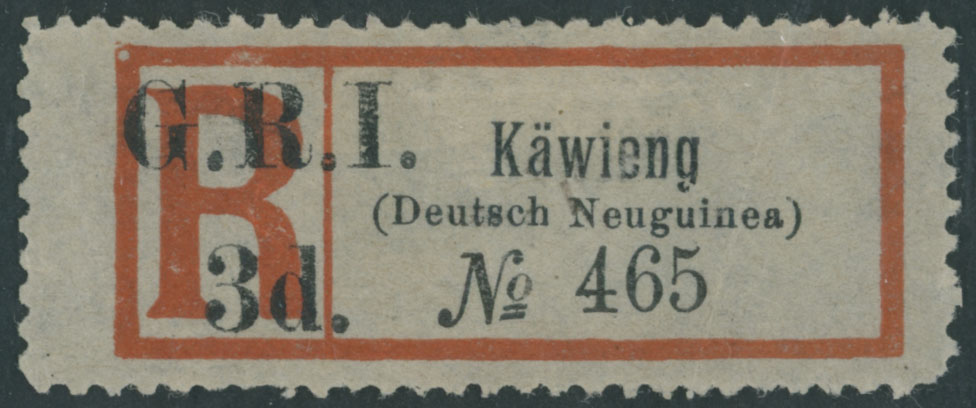 G.R.I.
R
3d.
Käwieng
(Deutsch Neuguinea)
№ 465